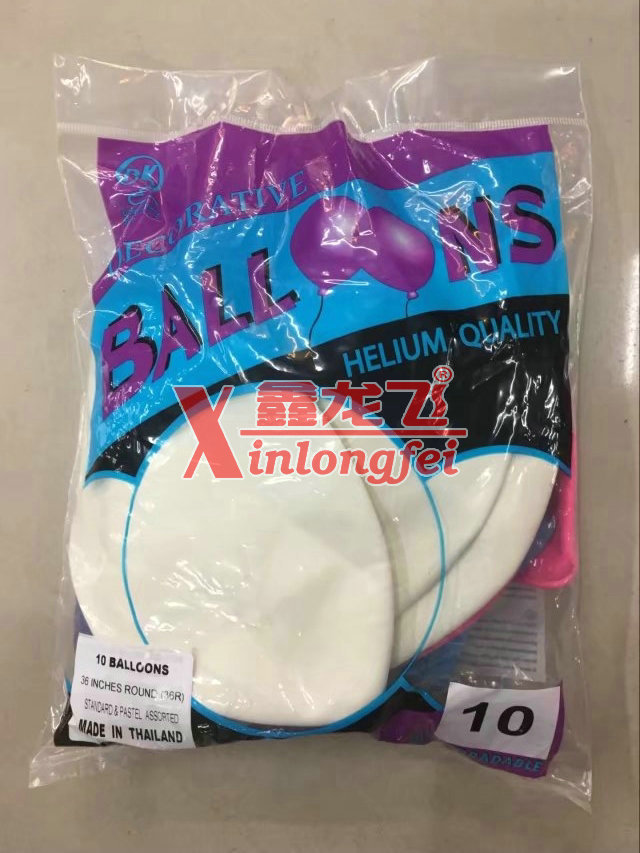 BK
DECORATIVE
BALLOONS
HELIUM QUALITY
鑫龙飞®
Xinlongfei
10 BALLOONS
36 INCHES ROUND (36R)
STANDARD & PASTEL ASSORTED
MADE IN THAILAND
10